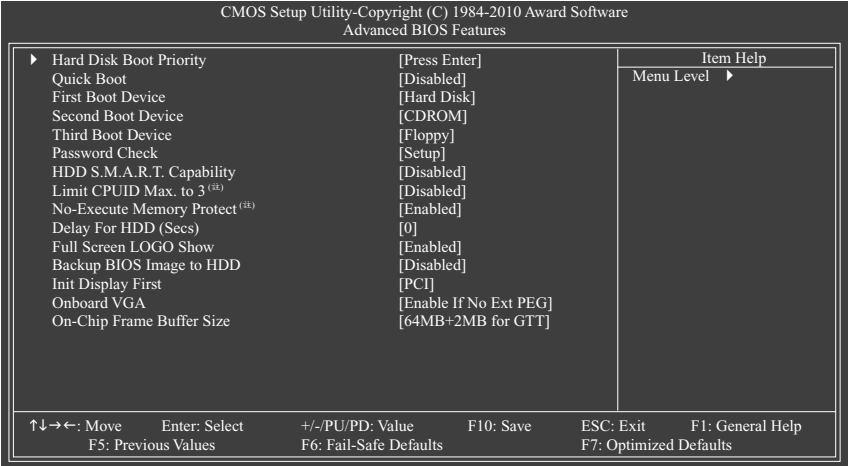 CMOS Setup Utility-Copyright (C) 1984-2010 Award Software
Advanced BIOS Features
Hard Disk Boot Priority [Press Enter]
Quick Boot [Disabled]
First Boot Device [Hard Disk]
Second Boot Device [CDROM]
Third Boot Device [Floppy]
Password Check [Setup]
HDD S.M.A.R.T. Capability [Disabled]
Limit CPUID Max. to 3 (註) [Disabled]
No-Execute Memory Protect (註) [Enabled]
Delay For HDD (Secs) [0]
Full Screen LOGO Show [Enabled]
Backup BIOS Image to HDD [Disabled]
Init Display First [PCI]
Onboard VGA [Enable If No Ext PEG]
On-Chip Frame Buffer Size [64MB+2MB for GTT]
Item Help
Menu Level
↑↓→←: Move Enter: Select +/-/PU/PD: Value F10: Save ESC: Exit F1: General Help
F5: Previous Values F6: Fail-Safe Defaults F7: Optimized Defaults